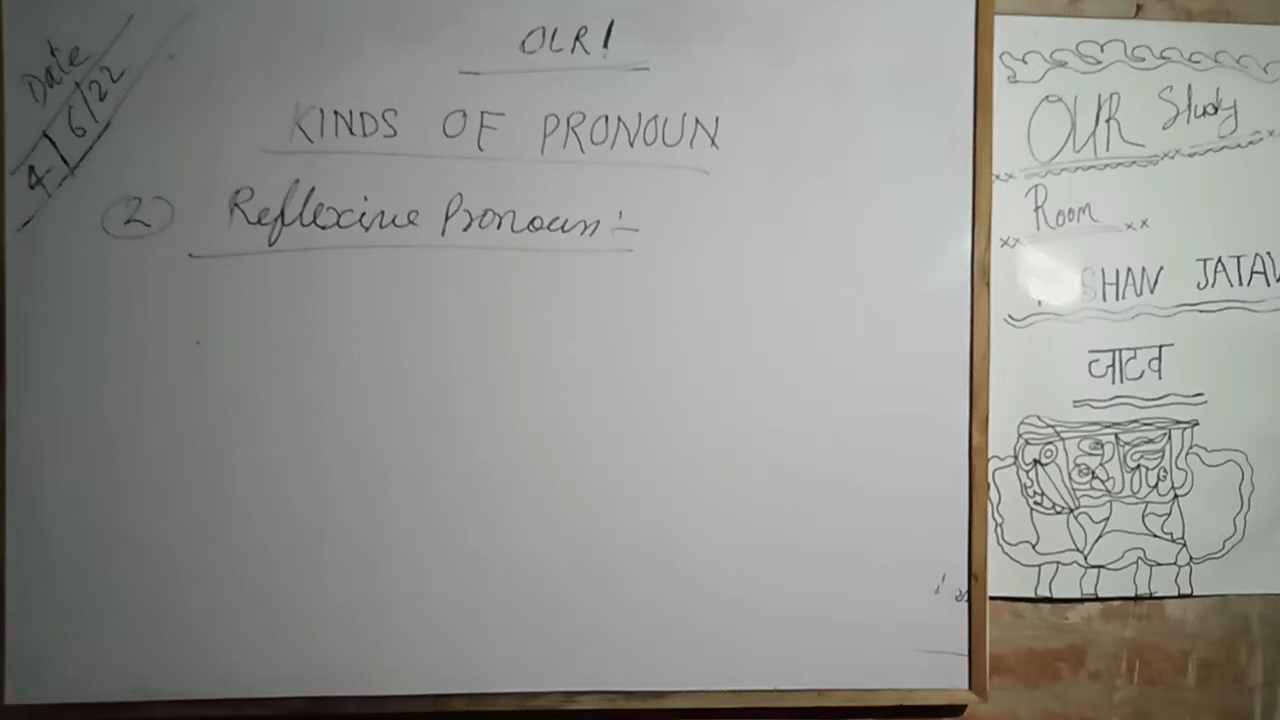 Date
4/6/22
OLR!
KINDS OF PRONOUN
(2) Reflexive Pronoun :-
OUR Study
Room
SHAN JATAV
जाटव